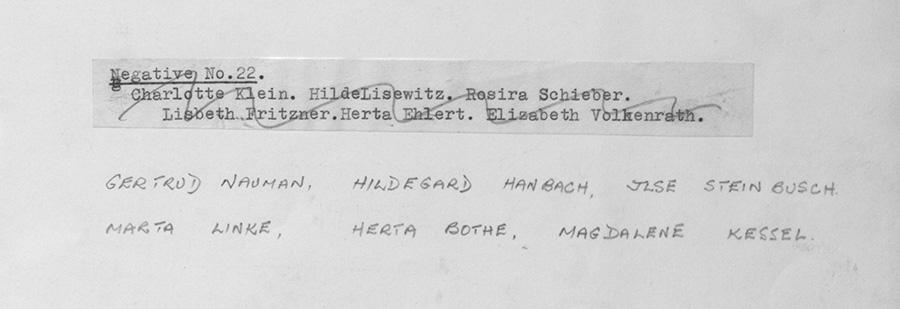 Negative No.22.
Charlotte Klein. HildeLisewitz. Rosira Schieber.
Lisbeth Fritzner.Herta Ehlert. Elizabeth Volkenrath.
GERTRUD NAUMAN, HILDEGARD HANBACH, JLSE STEINBUSCH.
MARTA LINKE, HERTA BOTHE, MAGDALENE KESSEL.